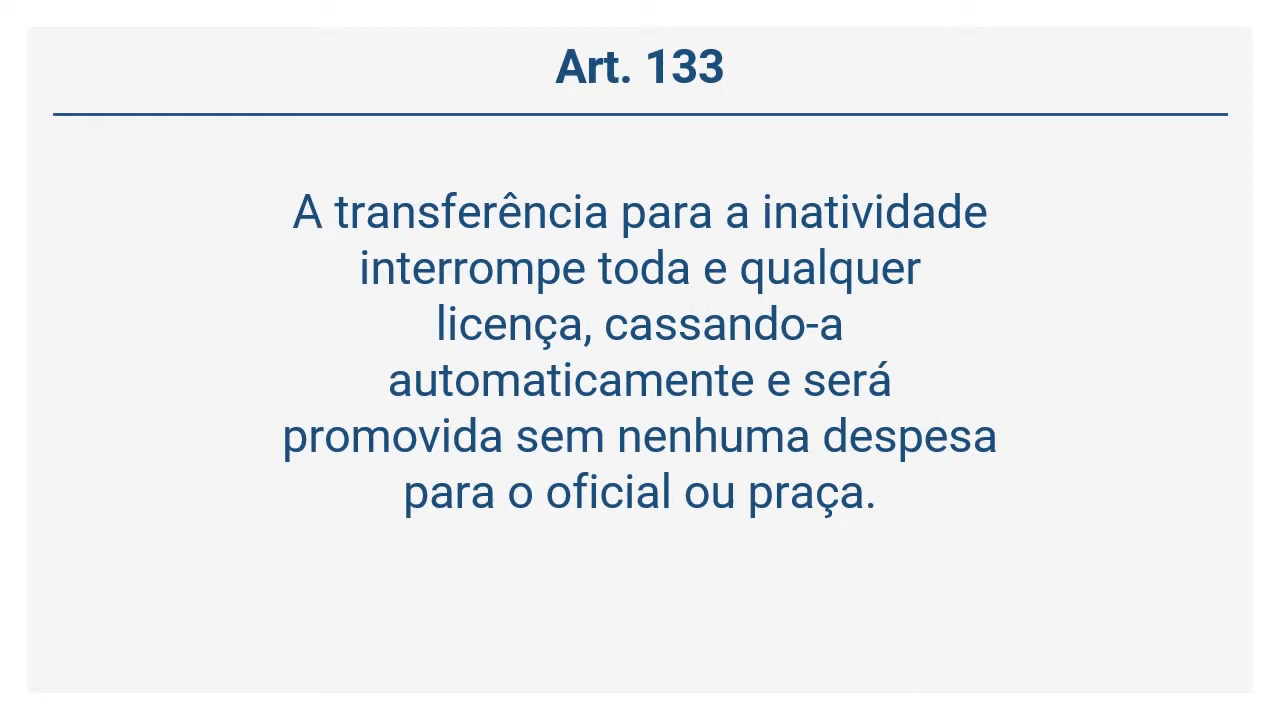 Art. 133
A transferência para a inatividade
interrompe toda e qualquer
licença, cassando-a
automaticamente e será
promovida sem nenhuma despesa
para o oficial ou praça.